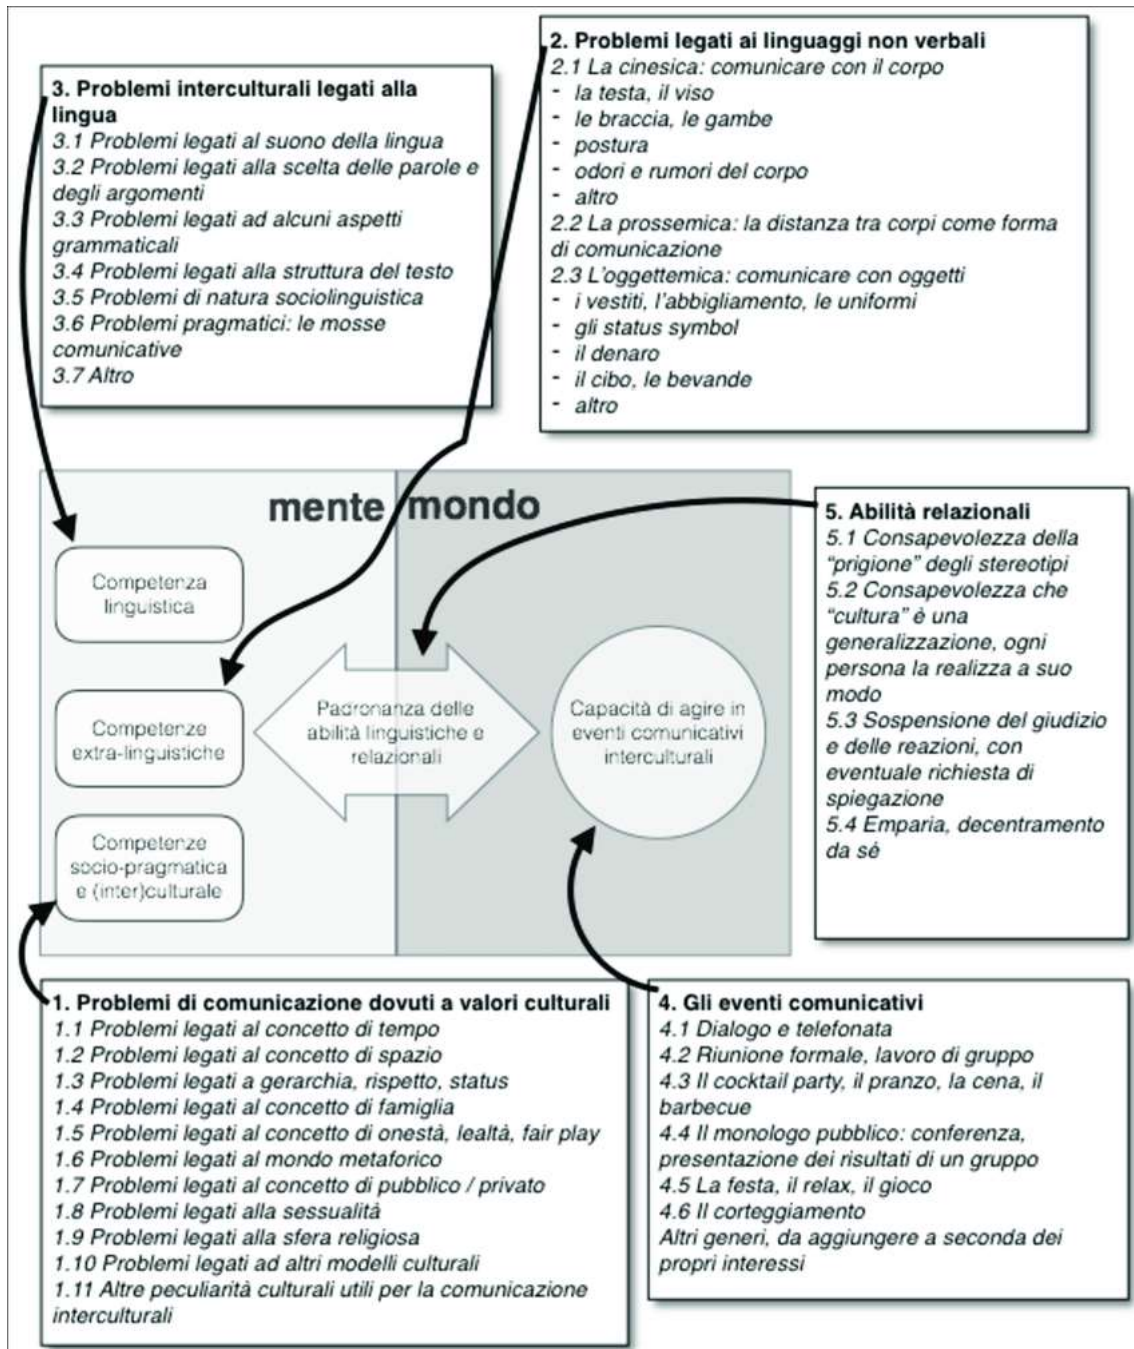 2. Problemi legati ai linguaggi non verbali
2.1 La cinesica: comunicare con il corpo
- la testa, il viso
- le braccia, le gambe
- postura
- odori e rumori del corpo
- altro
2.2 La prossemica: la distanza tra corpi come forma
di comunicazione
2.3 L'oggettemica: comunicare con oggetti
- i vestiti, l'abbigliamento, le uniformi
- gli status symbol
- il denaro
- il cibo, le bevande
- altro
3. Problemi interculturali legati alla
lingua
3.1 Problemi legati al suono della lingua
3.2 Problemi legati alla scelta delle parole e
degli argomenti
3.3 Problemi legati ad alcuni aspetti
grammaticali
3.4 Problemi legati alla struttura del testo
3.5 Problemi di natura sociolinguistica
3.6 Problemi pragmatici: le mosse
comunicative
3.7 Altro
mente mondo
Competenza
linguistica
Competenze
extra-linguistiche
Competenze
socio-pragmatica
e (inter)culturale
Padronanza delle
abilità linguistiche e
relazionali
Capacità di agire in
eventi comunicativi
interculturali
5. Abilità relazionali
5.1 Consapevolezza della
"prigione" degli stereotipi
5.2 Consapevolezza che
"cultura" è una
generalizzazione, ogni
persona la realizza a suo
modo
5.3 Sospensione del giudizio
e delle reazioni, con
eventuale richiesta di
spiegazione
5.4 Emparia, decentramento
da sé
1. Problemi di comunicazione dovuti a valori culturali
1.1 Problemi legati al concetto di tempo
1.2 Problemi legati al concetto di spazio
1.3 Problemi legati a gerarchia, rispetto, status
1.4 Problemi legati al concetto di famiglia
1.5 Problemi legati al concetto di onestà, lealtà, fair play
1.6 Problemi legati al mondo metaforico
1.7 Problemi legati al concetto di pubblico / privato
1.8 Problemi legati alla sessualità
1.9 Problemi legati alla sfera religiosa
1.10 Problemi legati ad altri modelli culturali
1.11 Altre peculiarità culturali utili per la comunicazione
interculturali
4. Gli eventi comunicativi
4.1 Dialogo e telefonata
4.2 Riunione formale, lavoro di gruppo
4.3 Il cocktail party, il pranzo, la cena, il
barbecue
4.4 Il monologo pubblico: conferenza,
presentazione dei risultati di un gruppo
4.5 La festa, il relax, il gioco
4.6 Il corteggiamento
Altri generi, da aggiungere a seconda dei
propri interessi